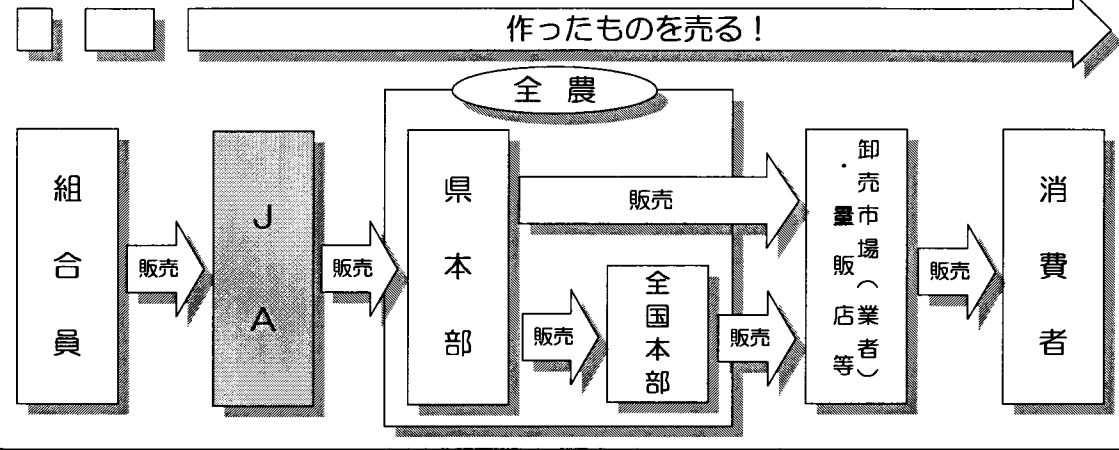 作ったものを売る！
全農
組合員
販売
JA
販売
県本部
販売
販売
全国本部
販売
卸売市場（業者）
・量販店等
販売
消費者